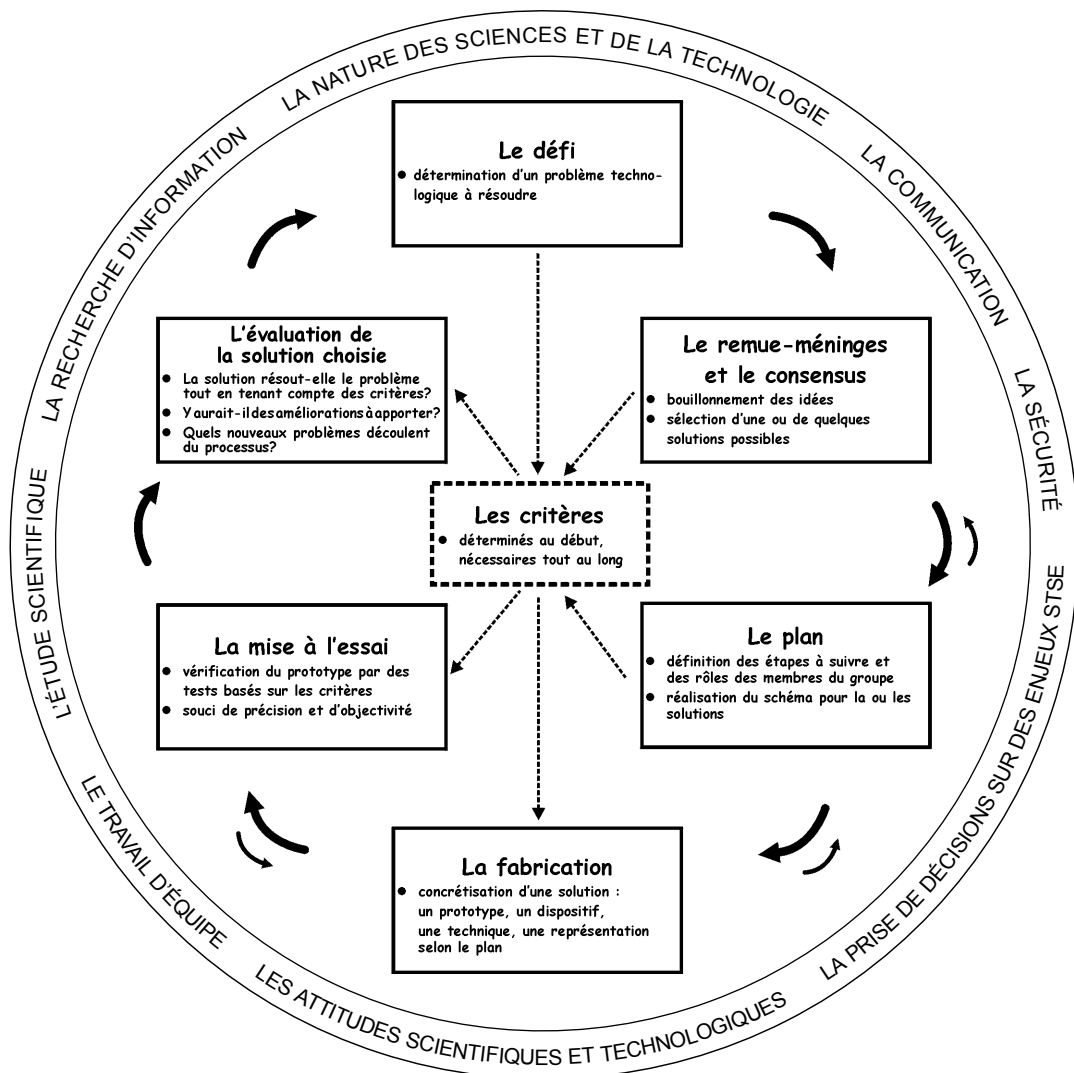 LA NATURE DES SCIENCES ET DE LA TECHNOLOGIE
LA COMMUNICATION
LA SÉCURITÉ
LA PRISE DE DÉCISIONS SUR DES ENJEUX STSE
LES ATTITUDES SCIENTIFIQUES ET TECHNOLOGIQUES
LE TRAVAIL D'ÉQUIPE
L'ÉTUDE SCIENTIFIQUE
LA RECHERCHE D'INFORMATION
Le défi
● détermination d'un problème techno-
logique à résoudre
Le remue-méninges
et le consensus
● bouillonnement des idées
● sélection d'une ou de quelques
solutions possibles
Le plan
● définition des étapes à suivre et
des rôles des membres du groupe
● réalisation du schéma pour la ou les
solutions
La fabrication
● concrétisation d'une solution :
un prototype, un dispositif,
une technique, une représentation
selon le plan
La mise à l'essai
● vérification du prototype par des
tests basés sur les critères
● souci de précision et d'objectivité
L'évaluation de
la solution choisie
● La solution résout-elle le problème
tout en tenant compte des critères?
● Y aurait-il des améliorations à apporter?
● Quels nouveaux problèmes découlent
du processus?
Les critères
● déterminés au début,
nécessaires tout au long